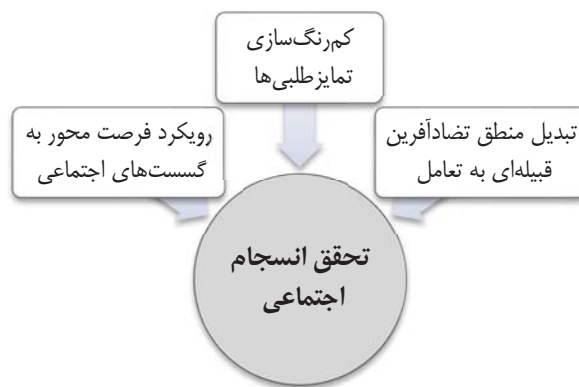 کم‌رنگ‌سازی
تمایزطلبی‌ها
تبدیل منطق تضادآفرین
قبیله‌ای به تعامل
رویکرد فرصت محور به
گسست‌های اجتماعی
تحقق انسجام
اجتماعی